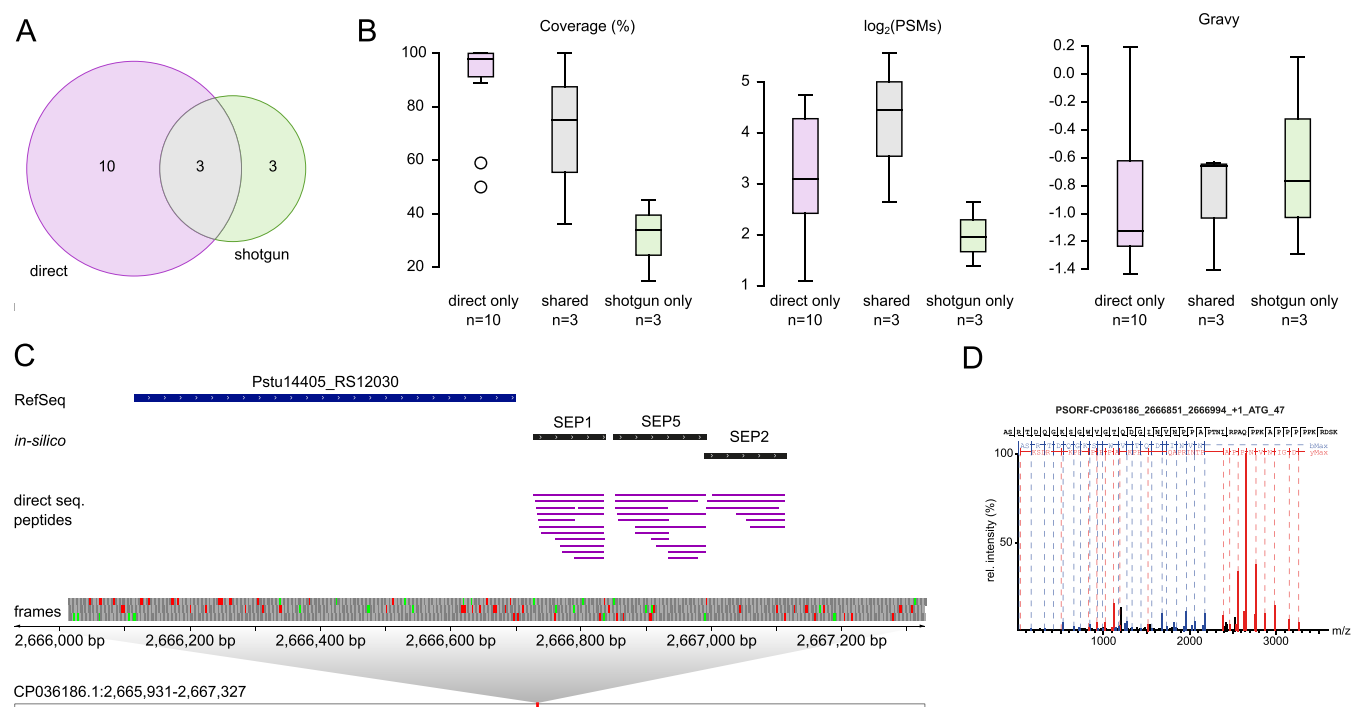 A
10
3
3
direct
shotgun
B
Coverage (%)
100
80
60
40
20
direct only
n=10
shared
n=3
shotgun only
n=3
log2(PSMs)
5
4
3
2
1
direct only
n=10
shared
n=3
shotgun only
n=3
Gravy
0.2
0.0
-0.2
-0.4
-0.6
-0.8
-1.0
-1.2
-1.4
direct only
n=10
shared
n=3
shotgun only
n=3
C
Pstu14405_RS12030
RefSeq
SEP1
SEP5
in-silico
SEP2
direct seq.
peptides
frames
2,666,000 bp
2,666,200 bp
2,666,400 bp
2,666,600 bp
2,666,800 bp
2,667,000 bp
2,667,200 bp
CP036186.1:2,665,931-2,667,327
D
PSORF-CP036186_2666851_2666994_+1_ATG_47
bMax
yMax
100
50
rel. intensity (%)
1000
2000
3000
m/z